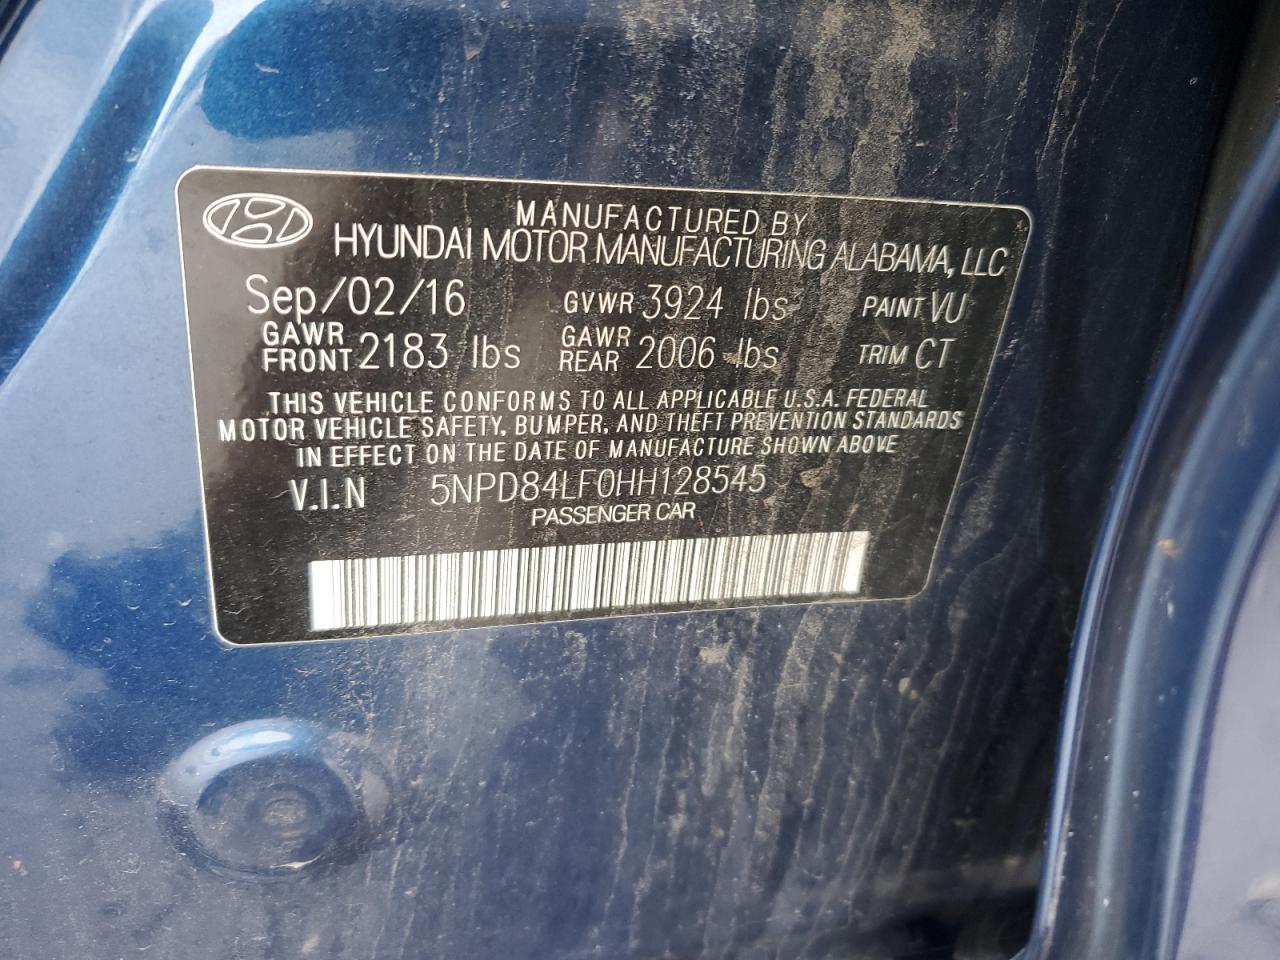 MANUFACTURED BY
HYUNDAI MOTOR MANUFACTURING ALABAMA, LLC
Sep/02/16 GVWR 3924 lbs PAINT VU
GAWR FRONT 2183 lbs GAWR REAR 2006 lbs TRIM CT
THIS VEHICLE CONFORMS TO ALL APPLICABLE U.S.A. FEDERAL
MOTOR VEHICLE SAFETY, BUMPER, AND THEFT PREVENTION STANDARDS
IN EFFECT ON THE DATE OF MANUFACTURE SHOWN ABOVE
V.I.N 5NPD84LF0HH128545
PASSENGER CAR